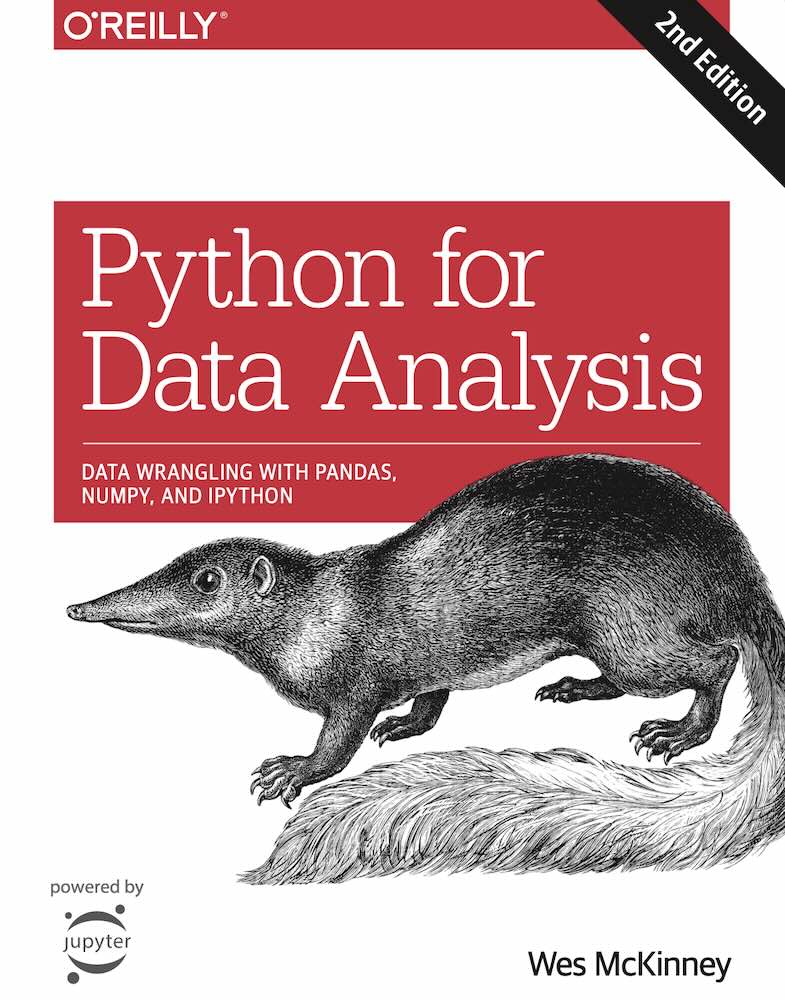 O'REILLY®
2nd Edition
Python for
Data Analysis
DATA WRANGLING WITH PANDAS,
NUMPY, AND IPYTHON
powered by
jupyter
Wes McKinney